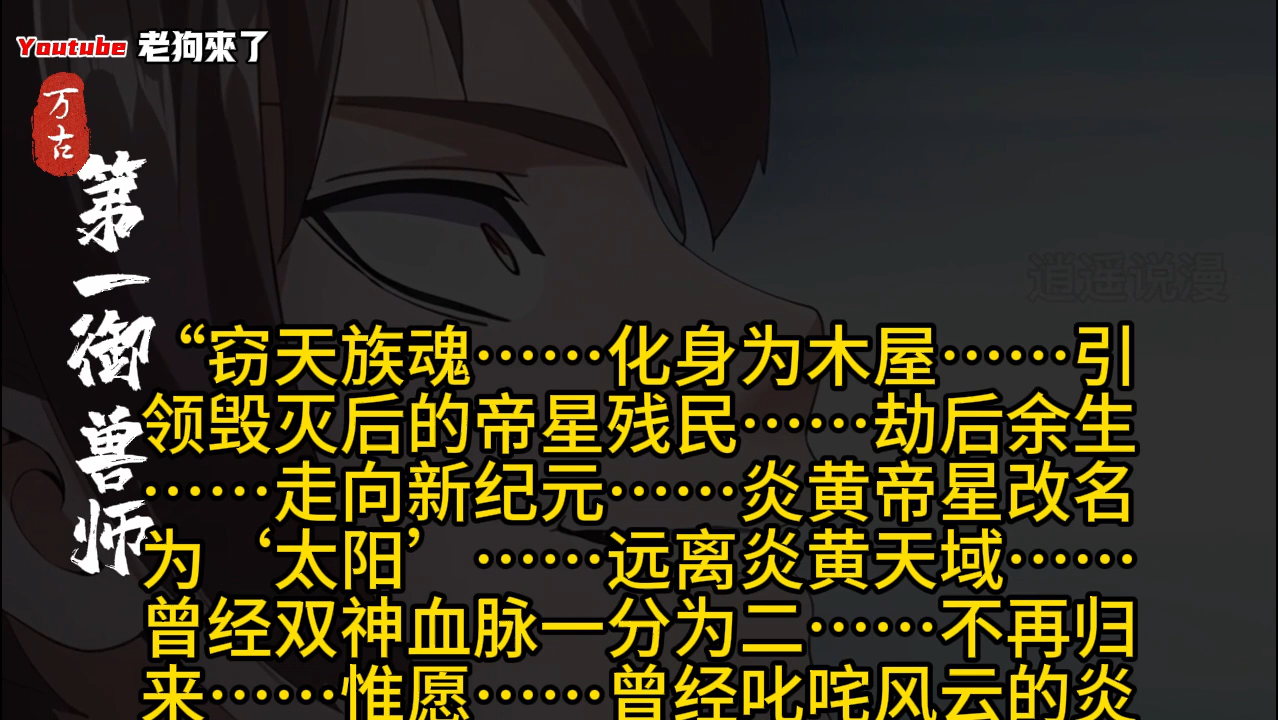 Youtube 老狗來了
万古
第一御兽师
逍遥说漫
“窃天族魂……化身为木屋……引
领毁灭后的帝星残民……劫后余生
……走向新纪元……炎黄帝星改名
为‘太阳’……远离炎黄天域……
曾经双神血脉一分为二……不再归
来……惟愿……曾经叱咤风云的炎